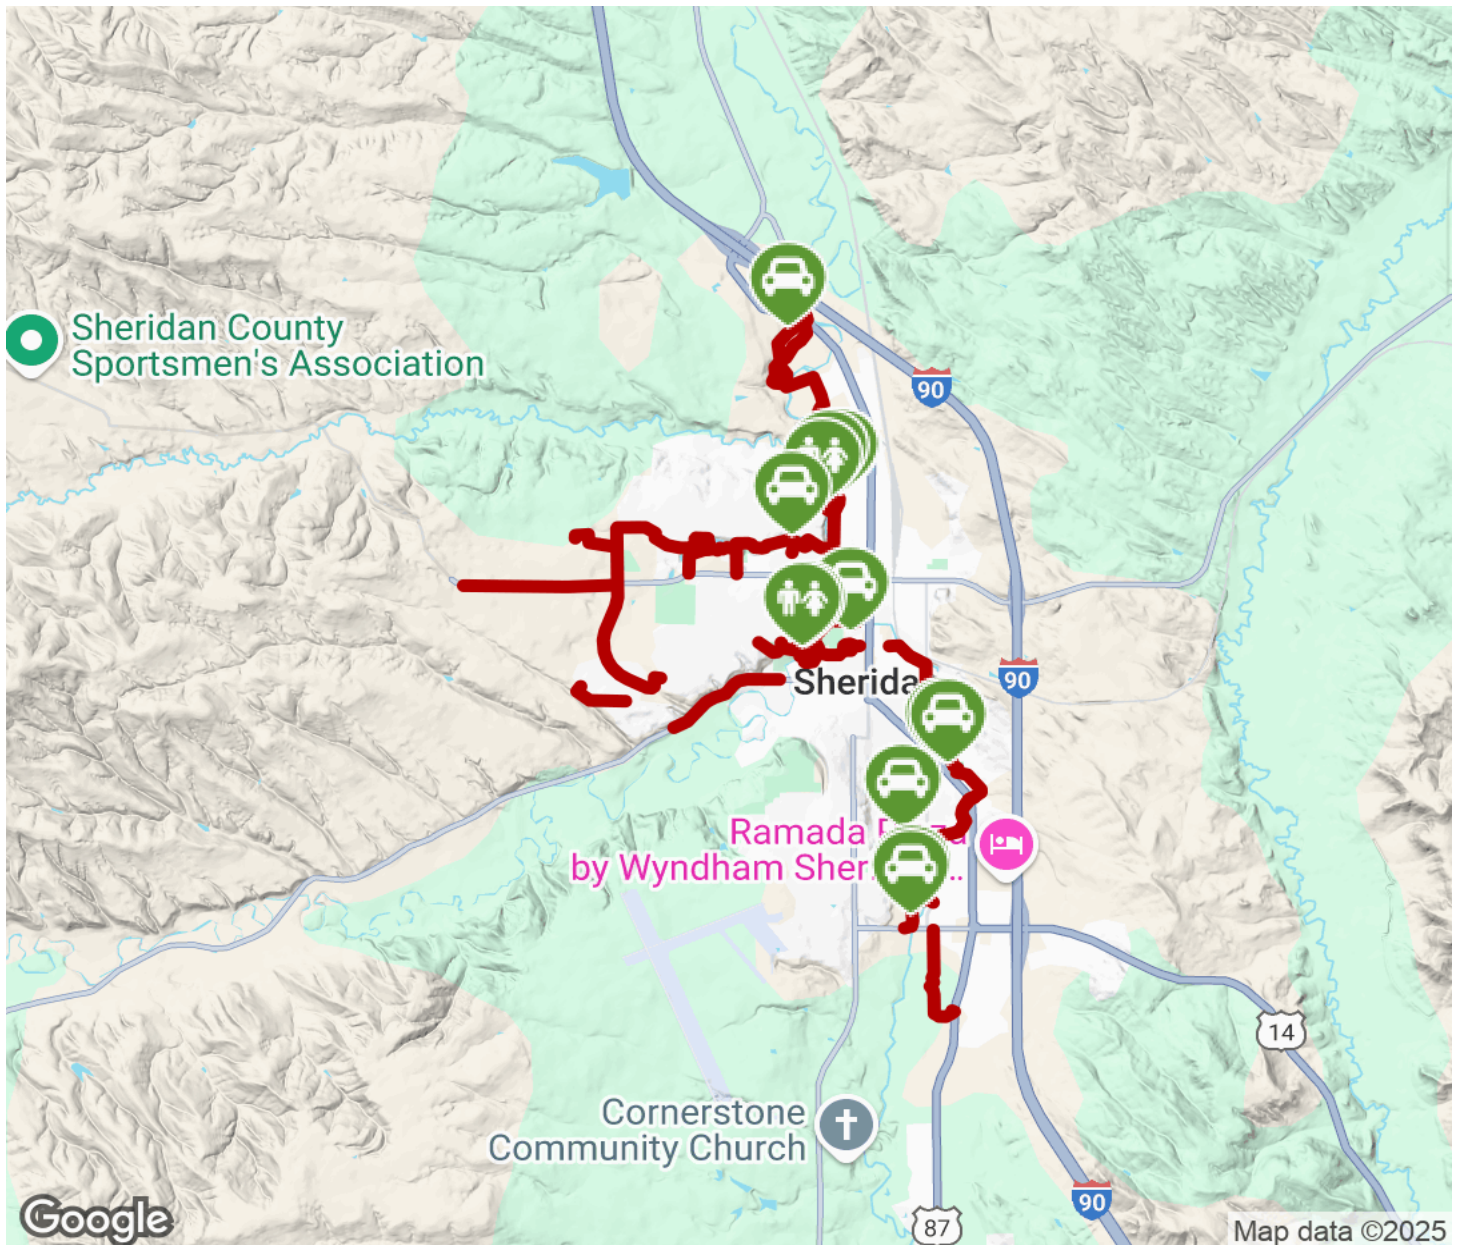 Sheridan County
Sportsmen's Association
90
90
Sherida
Ramada
by Wyndham Sher
14
Cornerstone
Community Church
90
87
Google
Map data ©2025